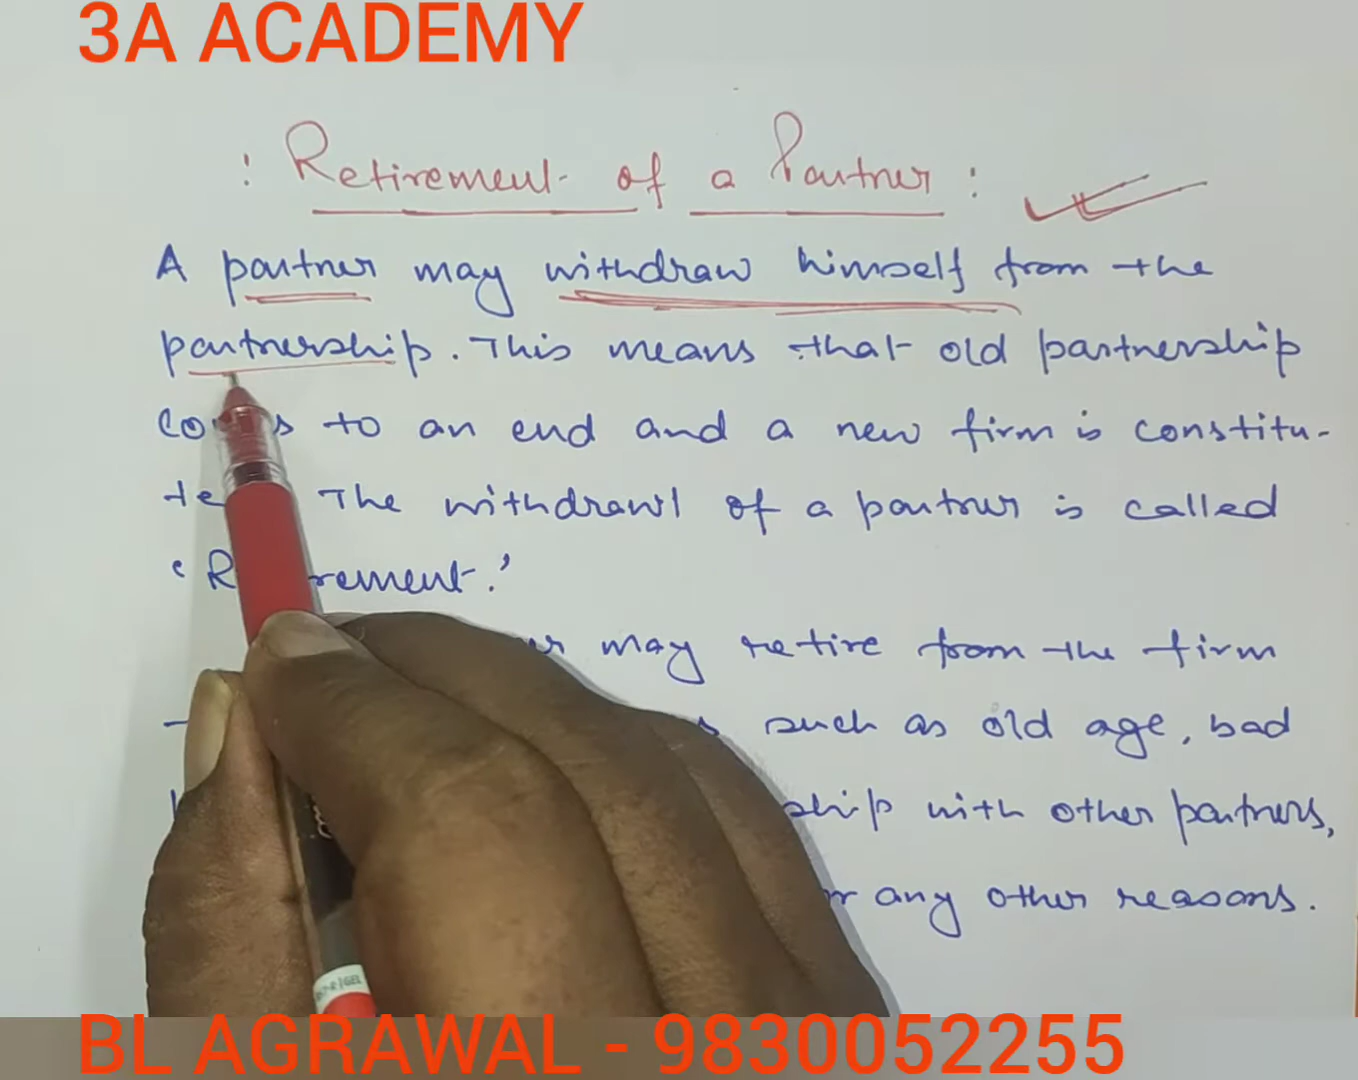 3A ACADEMY
: Retirement of a Partner :
A partner may withdraw himself from the
partnership. This means that old partnership
to an end and a new firm is constitu-
The withdrawl of a partner is called
may retire from the firm
such as old age, bad
with other partners,
any other reasons.
BL AGRAWAL - 9830052255